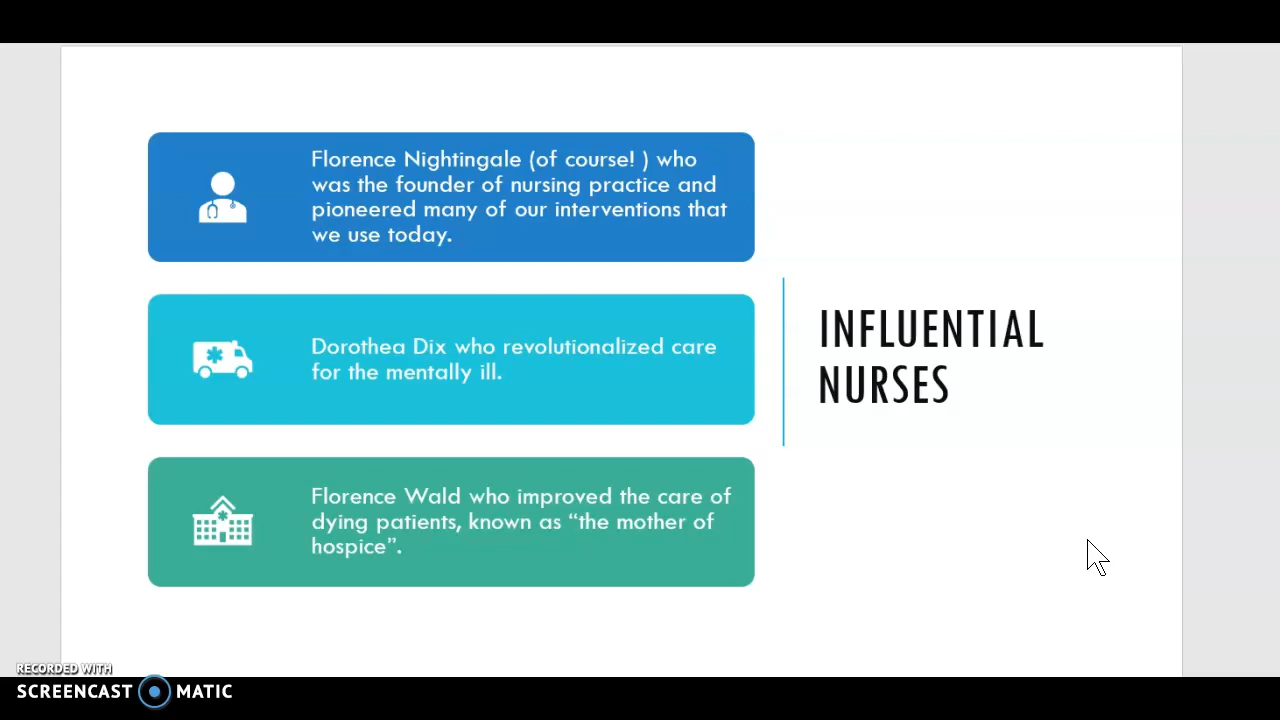 Florence Nightingale (of course! ) who
was the founder of nursing practice and
pioneered many of our interventions that
we use today.
Dorothea Dix who revolutionalized care
for the mentally ill.
Florence Wald who improved the care of
dying patients, known as “the mother of
hospice”.
INFLUENTIAL
NURSES
RECORDED WITH
SCREENCAST MATIC